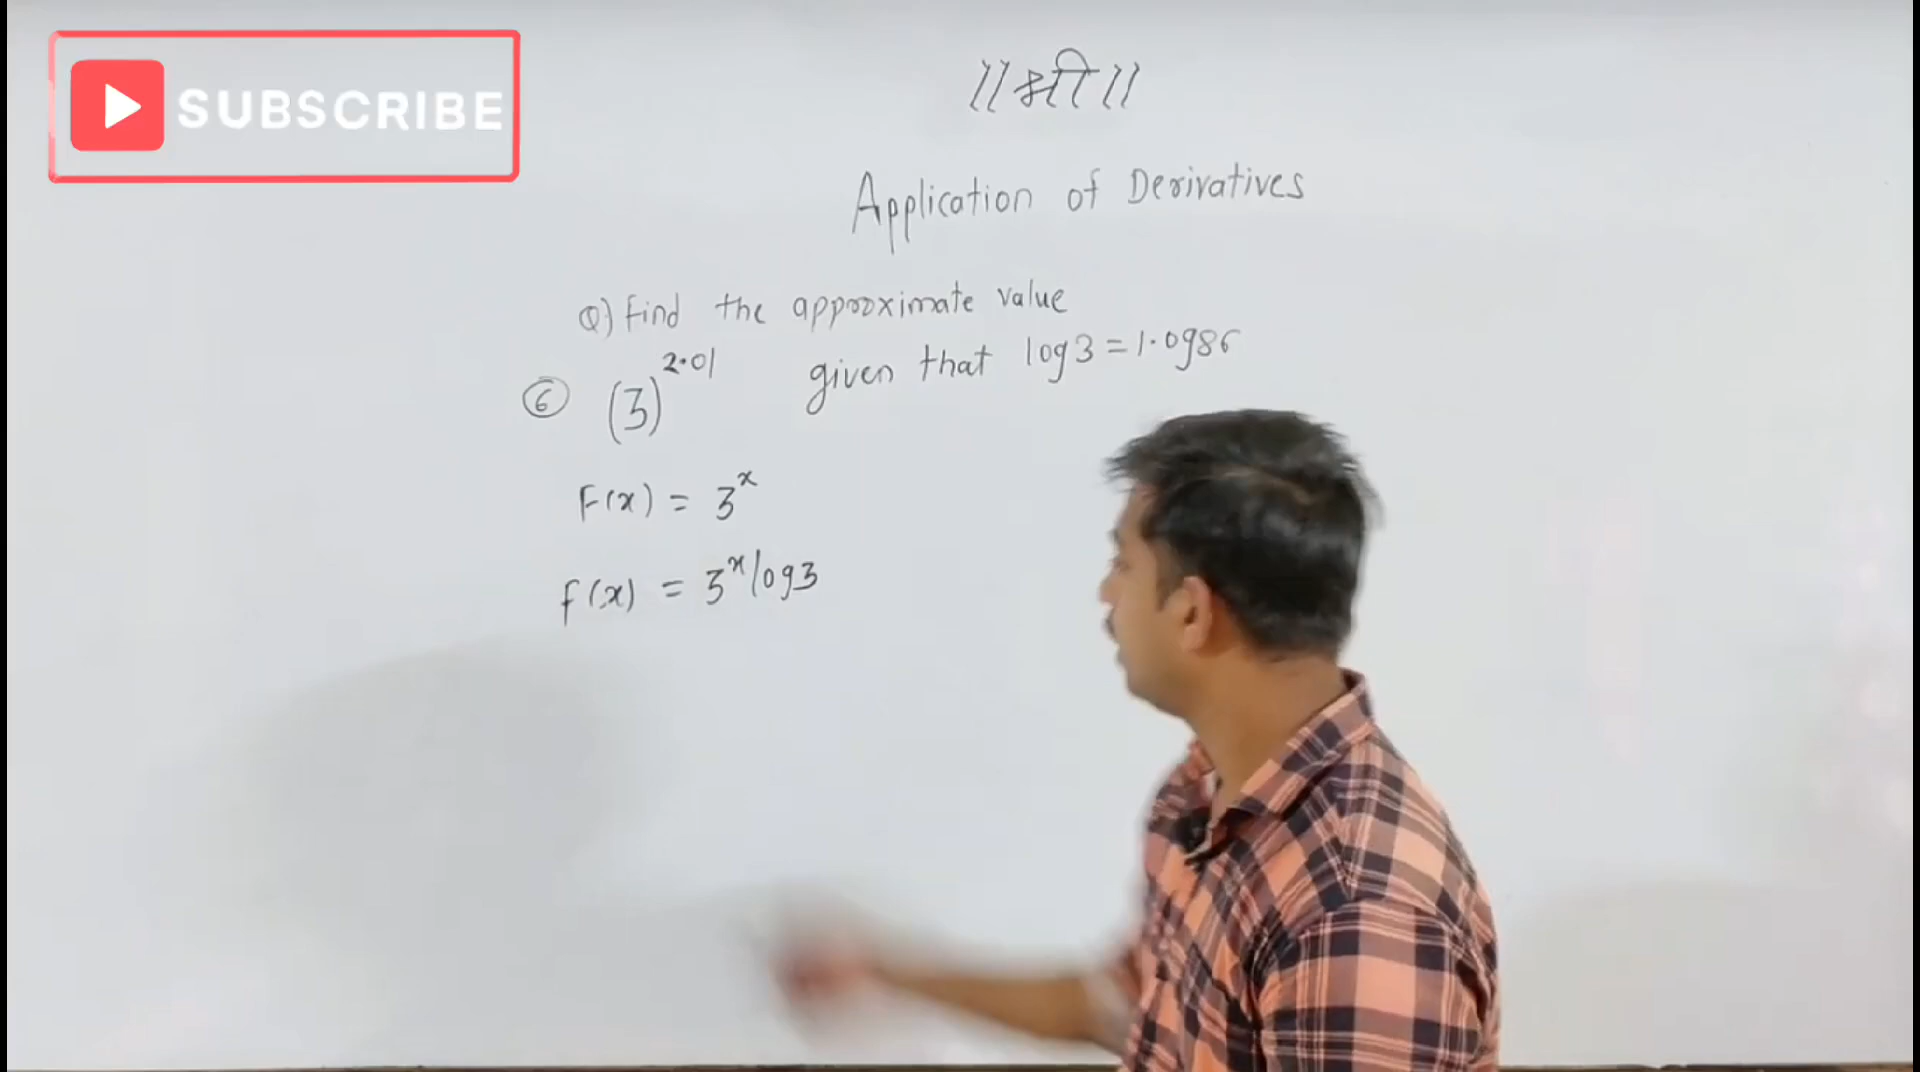 SUBSCRIBE
॥ श्री ॥
Application of Derivatives
Q) Find the approximate value
⑥ (3)^2.01 given that log3 = 1.0986
F(x) = 3^x
f(x) = 3^x log3